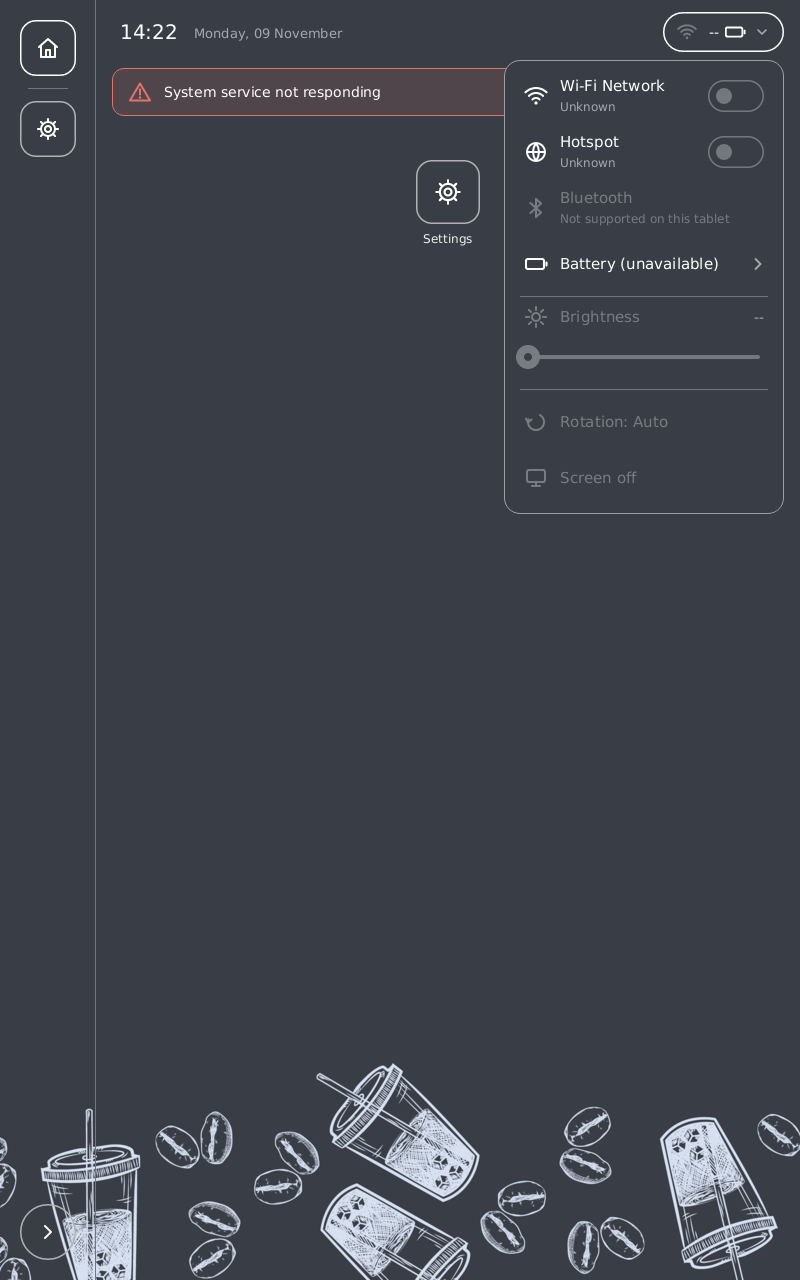 14:22 Monday, 09 November
--
System service not responding
Wi-Fi Network
Unknown
Hotspot
Unknown
Bluetooth
Not supported on this tablet
Battery (unavailable)
Brightness --
Rotation: Auto
Screen off
Settings